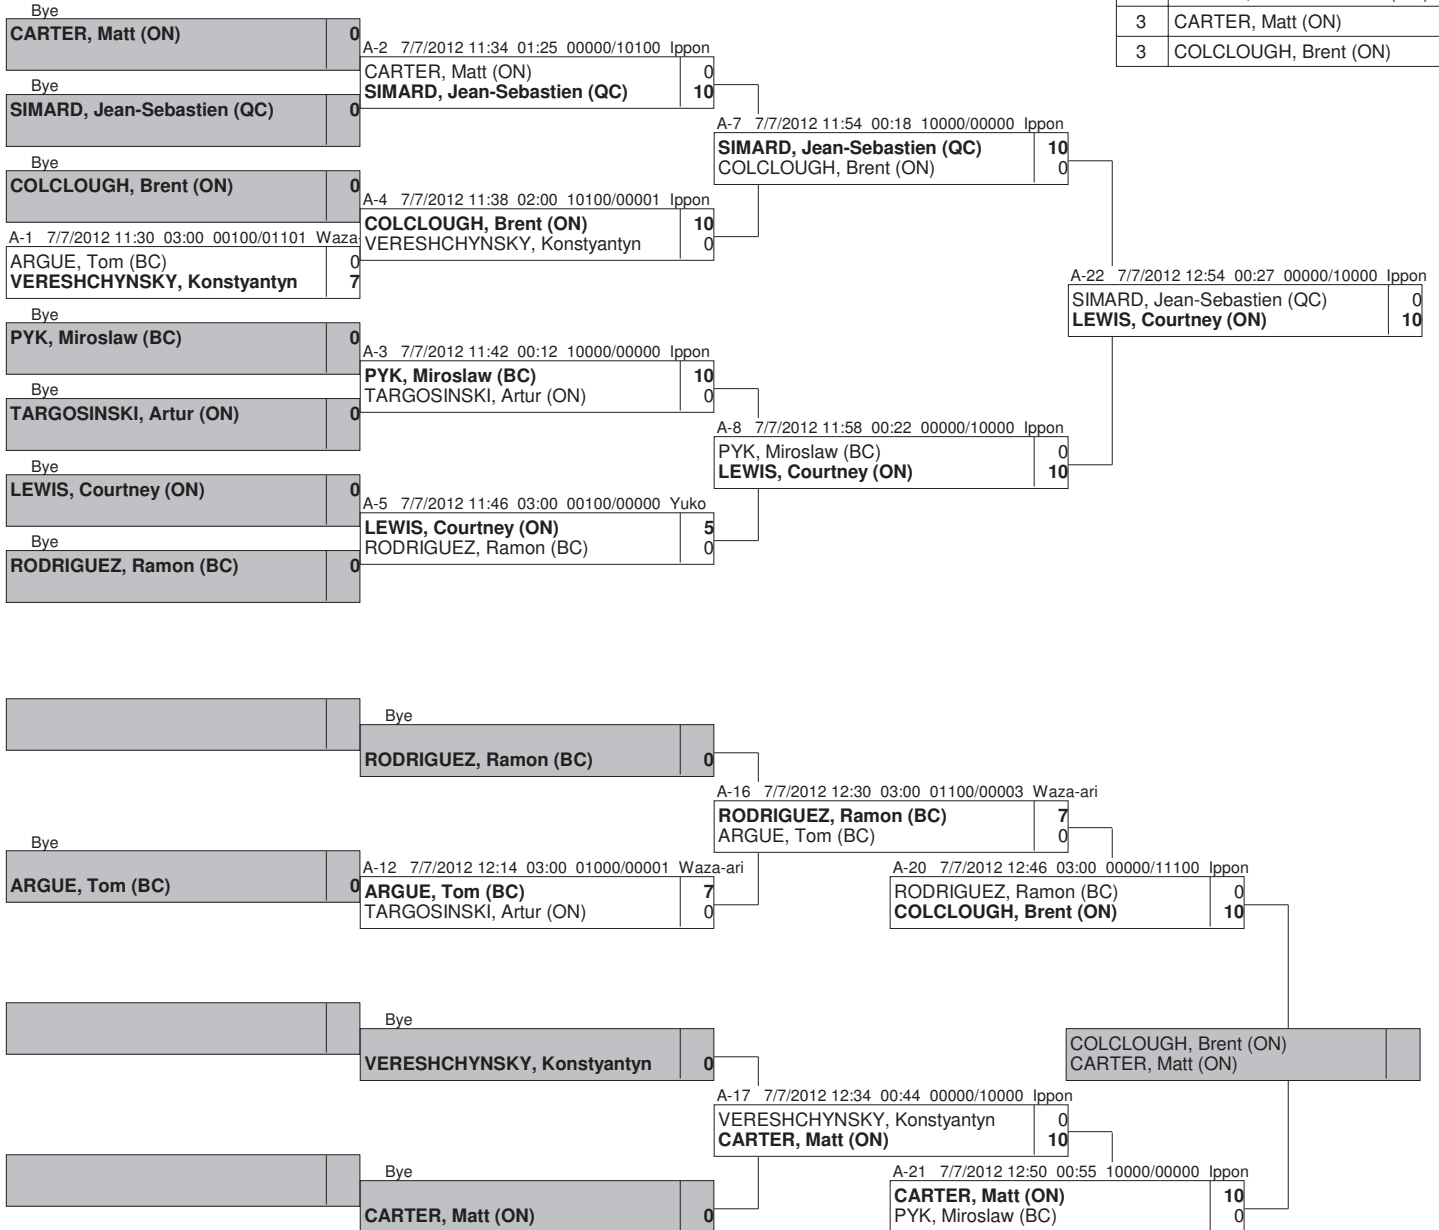 3 CARTER, Matt (ON)
3 COLCLOUGH, Brent (ON)
Bye
CARTER, Matt (ON) 0
Bye
SIMARD, Jean-Sebastien (QC) 0
Bye
COLCLOUGH, Brent (ON) 0
A-1 7/7/2012 11:30 03:00 00100/01101 Waza-
ARGUE, Tom (BC) 0
VERESHCHYNSKY, Konstyantyn 7
Bye
PYK, Miroslaw (BC) 0
Bye
TARGOSINSKI, Artur (ON) 0
Bye
LEWIS, Courtney (ON) 0
Bye
RODRIGUEZ, Ramon (BC) 0
A-2 7/7/2012 11:34 01:25 00000/10100 Ippon
CARTER, Matt (ON) 0
SIMARD, Jean-Sebastien (QC) 10
A-4 7/7/2012 11:38 02:00 10100/00001 Ippon
COLCLOUGH, Brent (ON) 10
VERESHCHYNSKY, Konstyantyn 0
A-3 7/7/2012 11:42 00:12 10000/00000 Ippon
PYK, Miroslaw (BC) 10
TARGOSINSKI, Artur (ON) 0
A-5 7/7/2012 11:46 03:00 00100/00000 Yuko
LEWIS, Courtney (ON) 5
RODRIGUEZ, Ramon (BC) 0
A-7 7/7/2012 11:54 00:18 10000/00000 Ippon
SIMARD, Jean-Sebastien (QC) 10
COLCLOUGH, Brent (ON) 0
A-8 7/7/2012 11:58 00:22 00000/10000 Ippon
PYK, Miroslaw (BC) 0
LEWIS, Courtney (ON) 10
A-22 7/7/2012 12:54 00:27 00000/10000 Ippon
SIMARD, Jean-Sebastien (QC) 0
LEWIS, Courtney (ON) 10
Bye
RODRIGUEZ, Ramon (BC) 0
Bye
ARGUE, Tom (BC) 0
A-12 7/7/2012 12:14 03:00 01000/00001 Waza-ari
ARGUE, Tom (BC) 7
TARGOSINSKI, Artur (ON) 0
A-16 7/7/2012 12:30 03:00 01100/00003 Waza-ari
RODRIGUEZ, Ramon (BC) 7
ARGUE, Tom (BC) 0
A-20 7/7/2012 12:46 03:00 00000/11100 Ippon
RODRIGUEZ, Ramon (BC) 0
COLCLOUGH, Brent (ON) 10
Bye
VERESHCHYNSKY, Konstyantyn 0
Bye
CARTER, Matt (ON) 0
A-17 7/7/2012 12:34 00:44 00000/10000 Ippon
VERESHCHYNSKY, Konstyantyn 0
CARTER, Matt (ON) 10
A-21 7/7/2012 12:50 00:55 10000/00000 Ippon
CARTER, Matt (ON) 10
PYK, Miroslaw (BC) 0
COLCLOUGH, Brent (ON)
CARTER, Matt (ON)